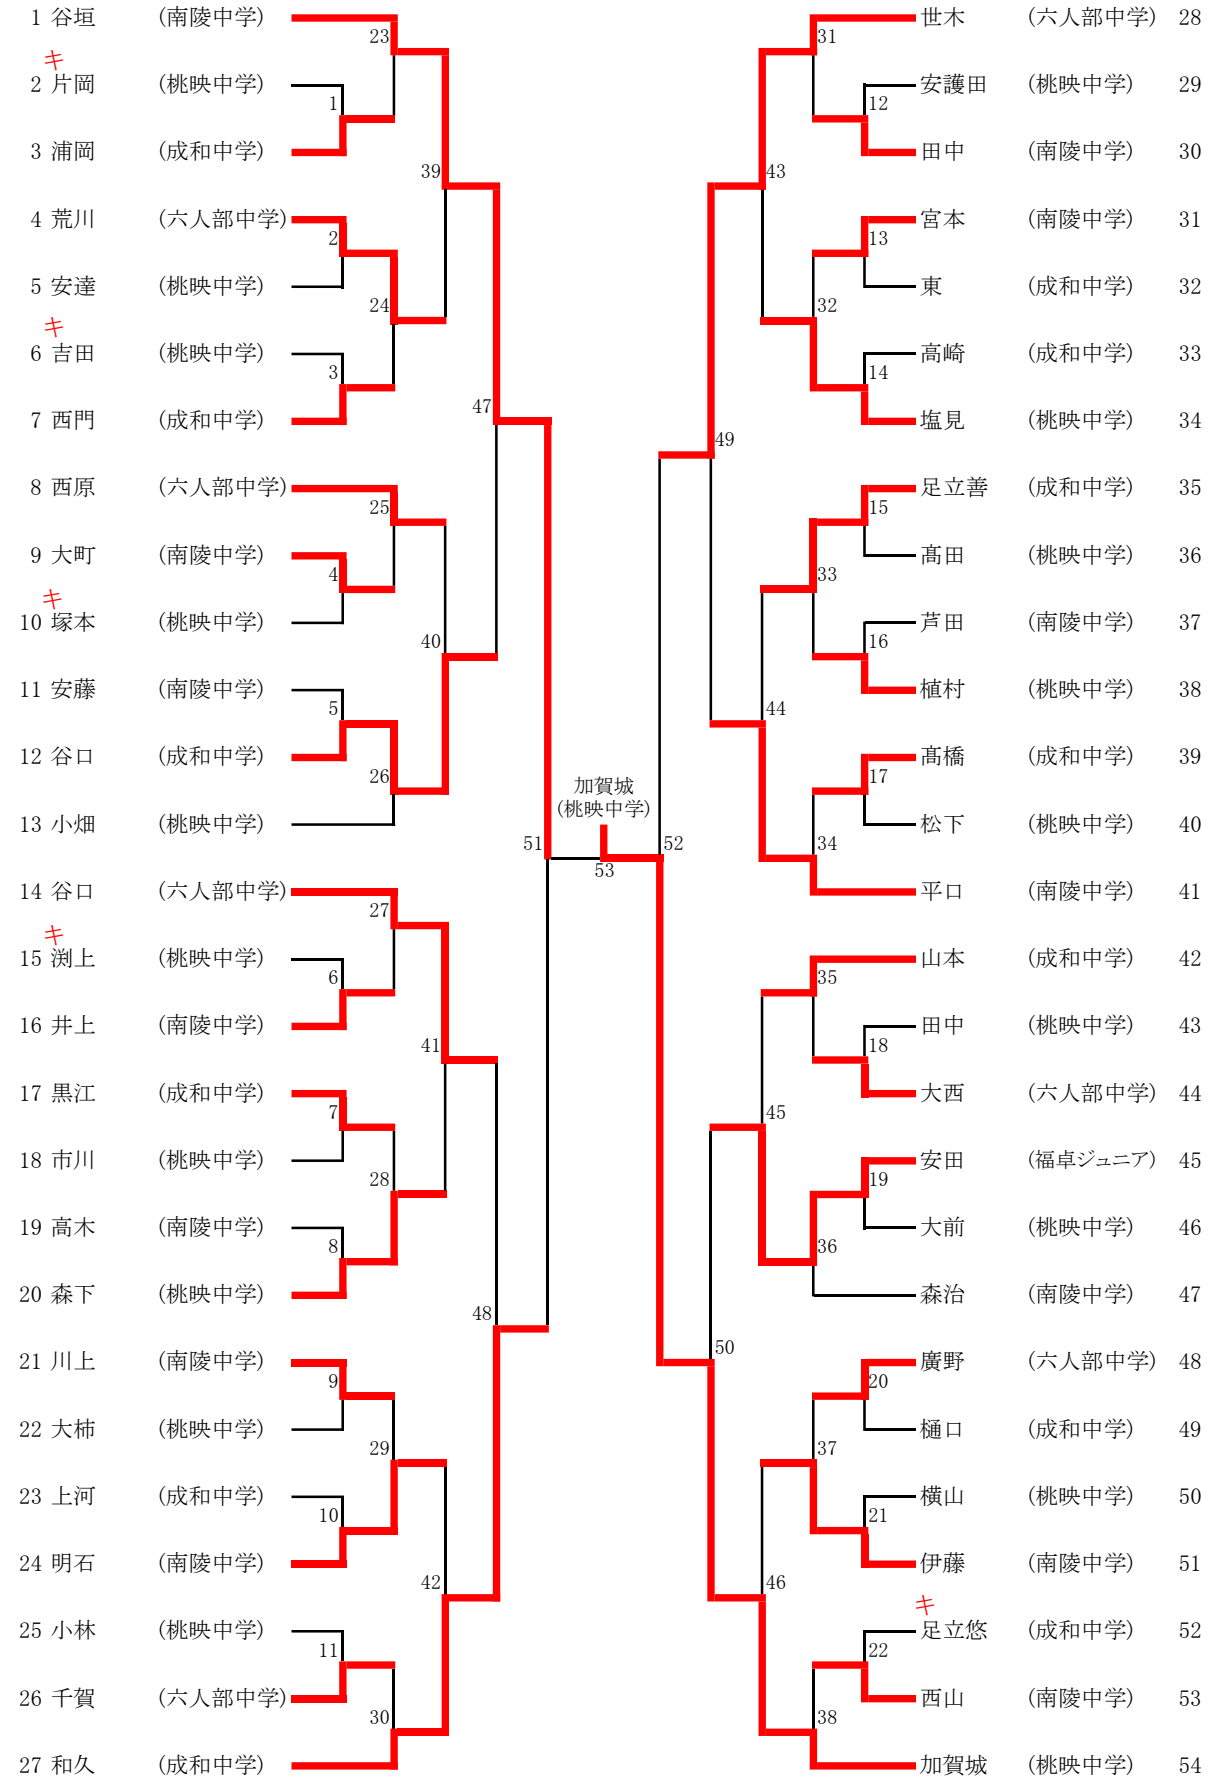 1 谷垣 (南陵中学)
23
キ
2 片岡 (桃映中学)
1
3 浦岡 (成和中学)
39
4 荒川 (六人部中学)
2
5 安達 (桃映中学)
24
キ
6 吉田 (桃映中学)
3
47
7 西門 (成和中学)
8 西原 (六人部中学)
25
9 大町 (南陵中学)
4
キ
10 塚本 (桃映中学)
40
11 安藤 (南陵中学)
5
12 谷口 (成和中学)
26
13 小畑 (桃映中学)
51
14 谷口 (六人部中学)
27
キ
15 渕上 (桃映中学)
6
16 井上 (南陵中学)
41
17 黒江 (成和中学)
7
18 市川 (桃映中学)
28
19 高木 (南陵中学)
8
20 森下 (桃映中学)
48
21 川上 (南陵中学)
9
22 大柿 (桃映中学)
29
23 上河 (成和中学)
10
24 明石 (南陵中学)
42
25 小林 (桃映中学)
11
26 千賀 (六人部中学)
30
27 和久 (成和中学)
加賀城
(桃映中学)
53
世木 (六人部中学) 28
31
安護田 (桃映中学) 29
12
田中 (南陵中学) 30
43
宮本 (南陵中学) 31
13
東 (成和中学) 32
32
高崎 (成和中学) 33
14
塩見 (桃映中学) 34
49
足立善 (成和中学) 35
15
髙田 (桃映中学) 36
33
芦田 (南陵中学) 37
16
植村 (桃映中学) 38
44
髙橋 (成和中学) 39
17
松下 (桃映中学) 40
52
34
平口 (南陵中学) 41
山本 (成和中学) 42
35
田中 (桃映中学) 43
18
大西 (六人部中学) 44
45
安田 (福卓ジュニア) 45
19
大前 (桃映中学) 46
36
森治 (南陵中学) 47
50
廣野 (六人部中学) 48
20
樋口 (成和中学) 49
37
横山 (桃映中学) 50
21
伊藤 (南陵中学) 51
46
キ
足立悠 (成和中学) 52
22
西山 (南陵中学) 53
38
加賀城 (桃映中学) 54